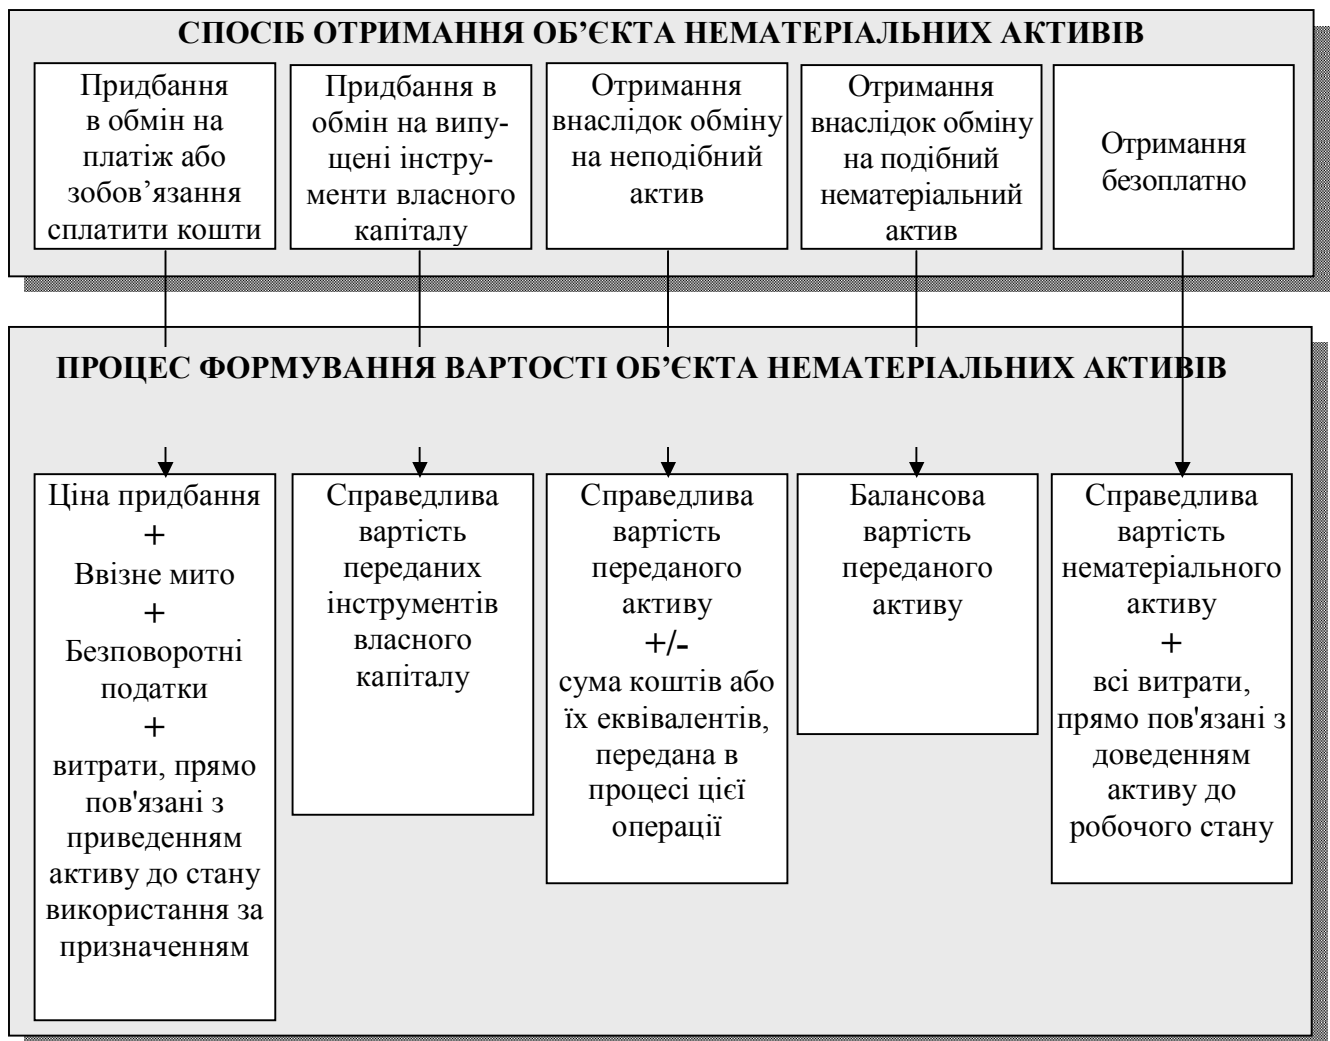 СПОСІБ ОТРИМАННЯ ОБ’ЄКТА НЕМАТЕРІАЛЬНИХ АКТИВІВ
Придбання
в обмін на
платіж або
зобов’язання
сплатити кошти
Придбання в
обмін на випу-
щені інстру-
менти власного
капіталу
Отримання
внаслідок обміну
на неподібний
актив
Отримання
внаслідок обміну
на подібний
нематеріальний
актив
Отримання
безоплатно
ПРОЦЕС ФОРМУВАННЯ ВАРТОСТІ ОБ’ЄКТА НЕМАТЕРІАЛЬНИХ АКТИВІВ
Ціна придбання
+
Ввізне мито
+
Безповоротні
податки
+
витрати, прямо
пов'язані з
приведенням
активу до стану
використання за
призначенням
Справедлива
вартість
переданих
інструментів
власного
капіталу
Справедлива
вартість
переданого
активу
+/-
сума коштів або
їх еквівалентів,
передана в
процесі цієї
операції
Балансова
вартість
переданого
активу
Справедлива
вартість
нематеріального
активу
+
всі витрати,
прямо пов'язані з
доведенням
активу до
робочого стану